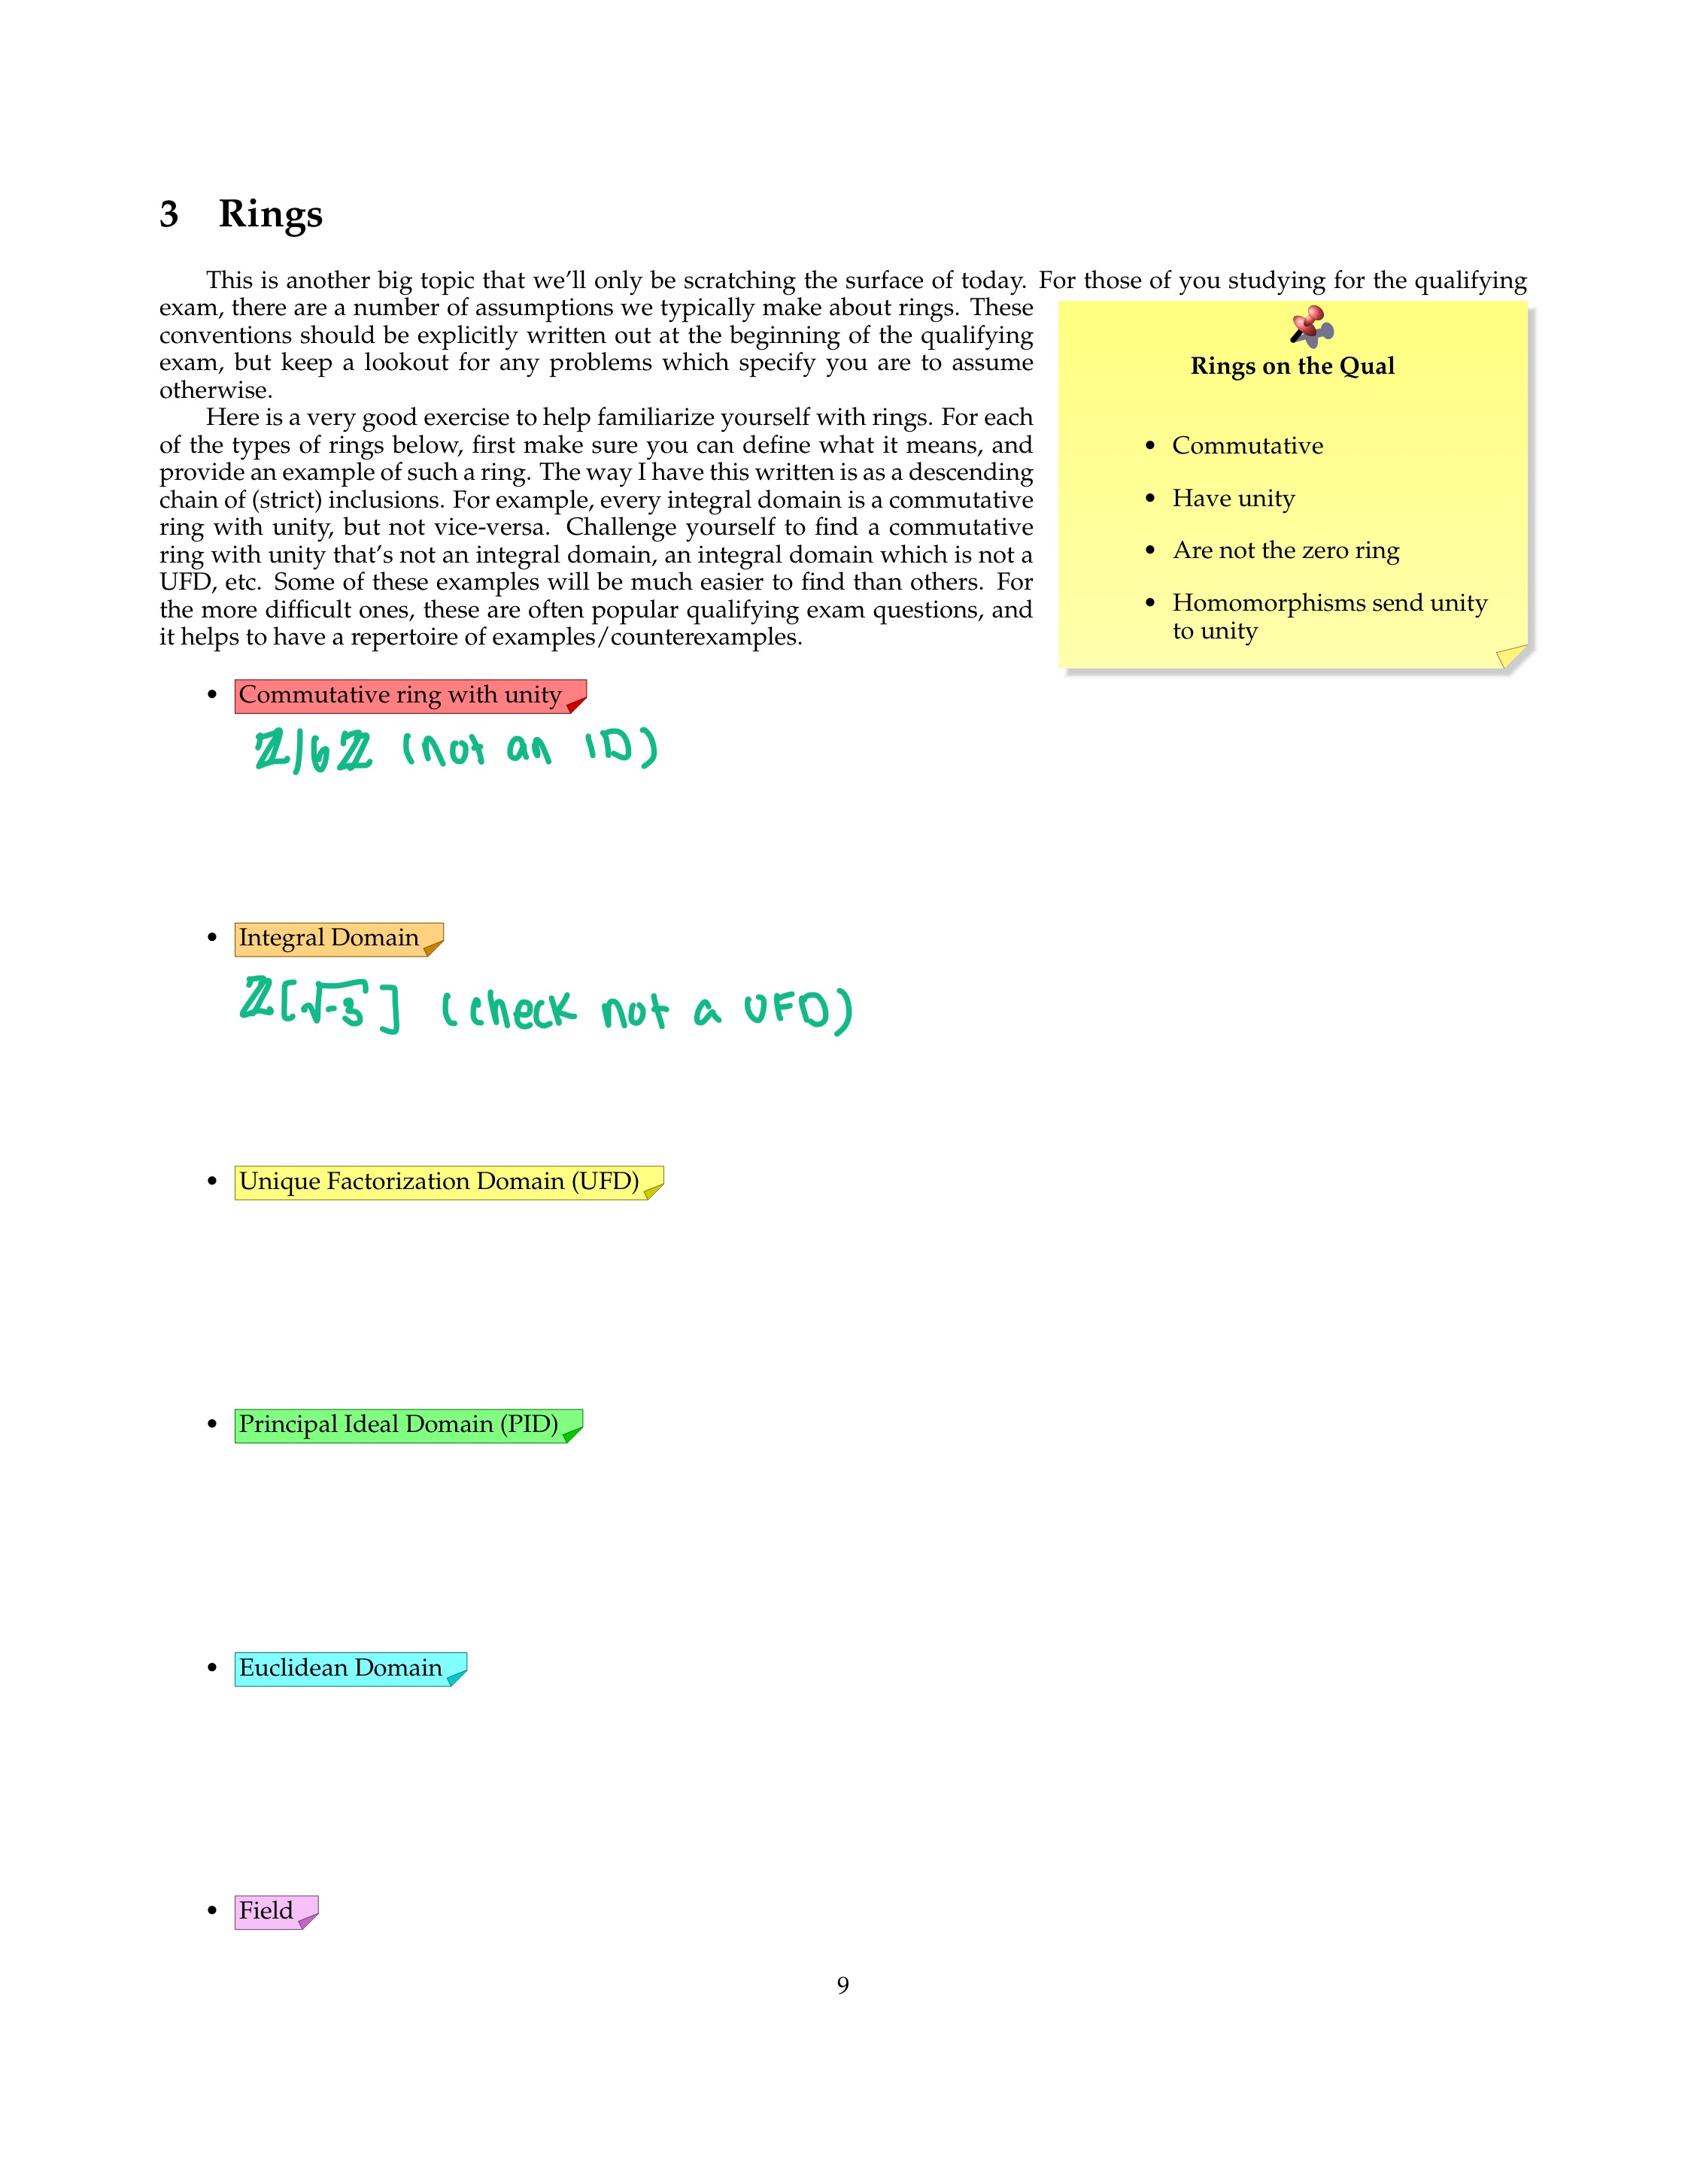 3 Rings
This is another big topic that we'll only be scratching the surface of today. For those of you studying for the qualifying
exam, there are a number of assumptions we typically make about rings. These
conventions should be explicitly written out at the beginning of the qualifying
exam, but keep a lookout for any problems which specify you are to assume
otherwise.
Here is a very good exercise to help familiarize yourself with rings. For each
of the types of rings below, first make sure you can define what it means, and
provide an example of such a ring. The way I have this written is as a descending
chain of (strict) inclusions. For example, every integral domain is a commutative
ring with unity, but not vice-versa. Challenge yourself to find a commutative
ring with unity that's not an integral domain, an integral domain which is not a
UFD, etc. Some of these examples will be much easier to find than others. For
the more difficult ones, these are often popular qualifying exam questions, and
it helps to have a repertoire of examples/counterexamples.
Rings on the Qual
• Commutative
• Have unity
• Are not the zero ring
• Homomorphisms send unity
to unity
• Commutative ring with unity
ℤ/6ℤ (not an ID)
• Integral Domain
ℤ[√-3] (check not a UFD)
• Unique Factorization Domain (UFD)
• Principal Ideal Domain (PID)
• Euclidean Domain
• Field
9